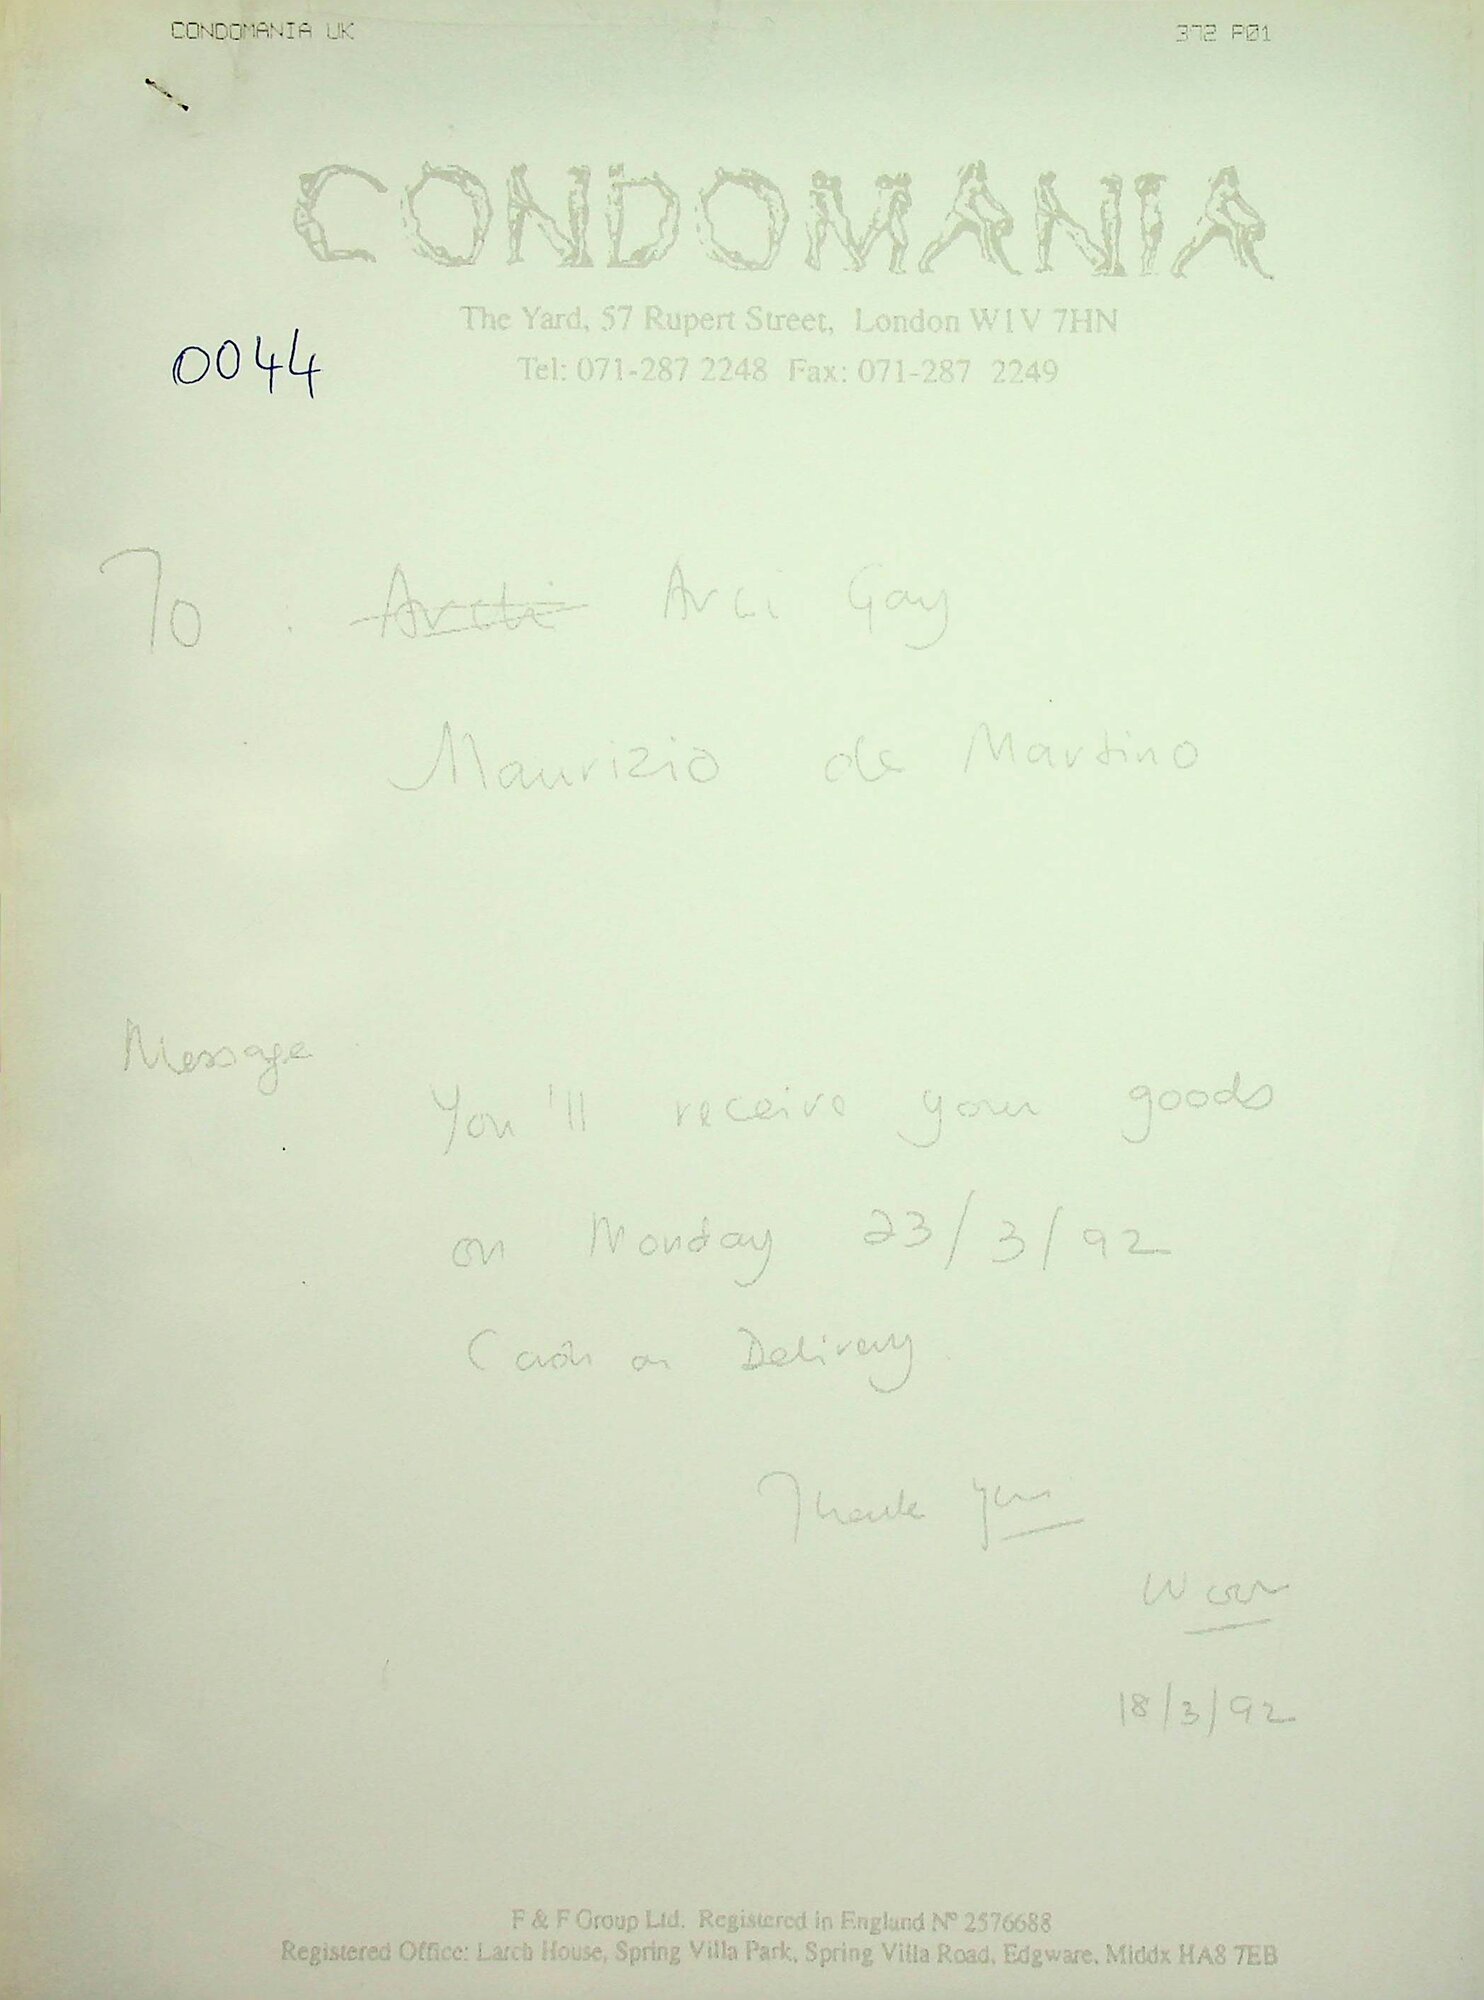 CONDOMANIA UK 372 P01
CONDOMANIA
The Yard, 57 Rupert Street, London W1V 7HN
0044
Tel: 071-287 2248 Fax: 071-287 2249
To : Arcti Arci Gay
Maurizio de Martino
Message
You'll receive your goods
on Monday 23/3/92
Cash on Delivery
Thank you
18/3/92
F & F Group Ltd. Registered in England Nº 2576688
Registered Office: Larch House, Spring Villa Park, Spring Villa Road, Edgware, Middx HA8 7EB